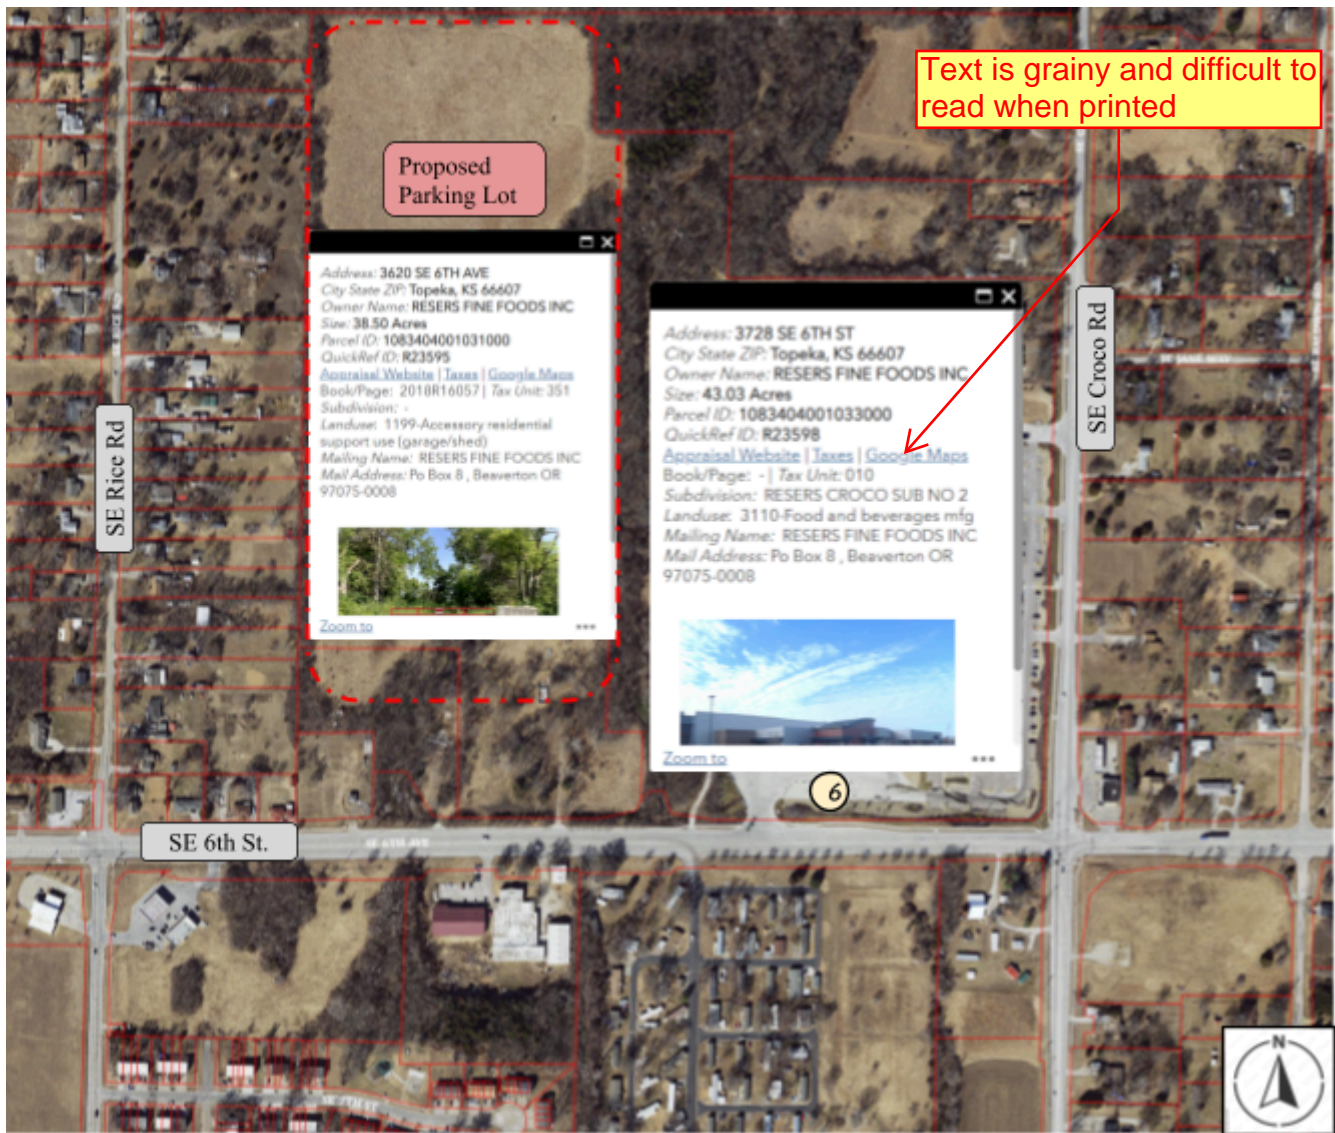 Text is grainy and difficult to
read when printed
Proposed
Parking Lot
Address: 3620 SE 6TH AVE
City State ZIP: Topeka, KS 66607
Owner Name: RESERS FINE FOODS INC
Size: 38.50 Acres
Parcel ID: 1083404001031000
QuickRef ID: R23595
Appraisal Website | Taxes | Google Maps
Book/Page: 2018R16057 | Tax Unit: 351
Subdivision: -
Landuse: 1199-Accessory residential
support use (garage/shed)
Mailing Name: RESERS FINE FOODS INC
Mail Address: Po Box 8 , Beaverton OR
97075-0008
Zoom to
Address: 3728 SE 6TH ST
City State ZIP: Topeka, KS 66607
Owner Name: RESERS FINE FOODS INC
Size: 43.03 Acres
Parcel ID: 1083404001033000
QuickRef ID: R23598
Appraisal Website | Taxes | Google Maps
Book/Page: - | Tax Unit: 010
Subdivision: RESERS CROCO SUB NO 2
Landuse: 3110-Food and beverages mfg
Mailing Name: RESERS FINE FOODS INC
Mail Address: Po Box 8 , Beaverton OR
97075-0008
Zoom to
SE Rice Rd
SE Croco Rd
6
SE 6th St.
SE 6TH AVE
SE 7TH ST
N